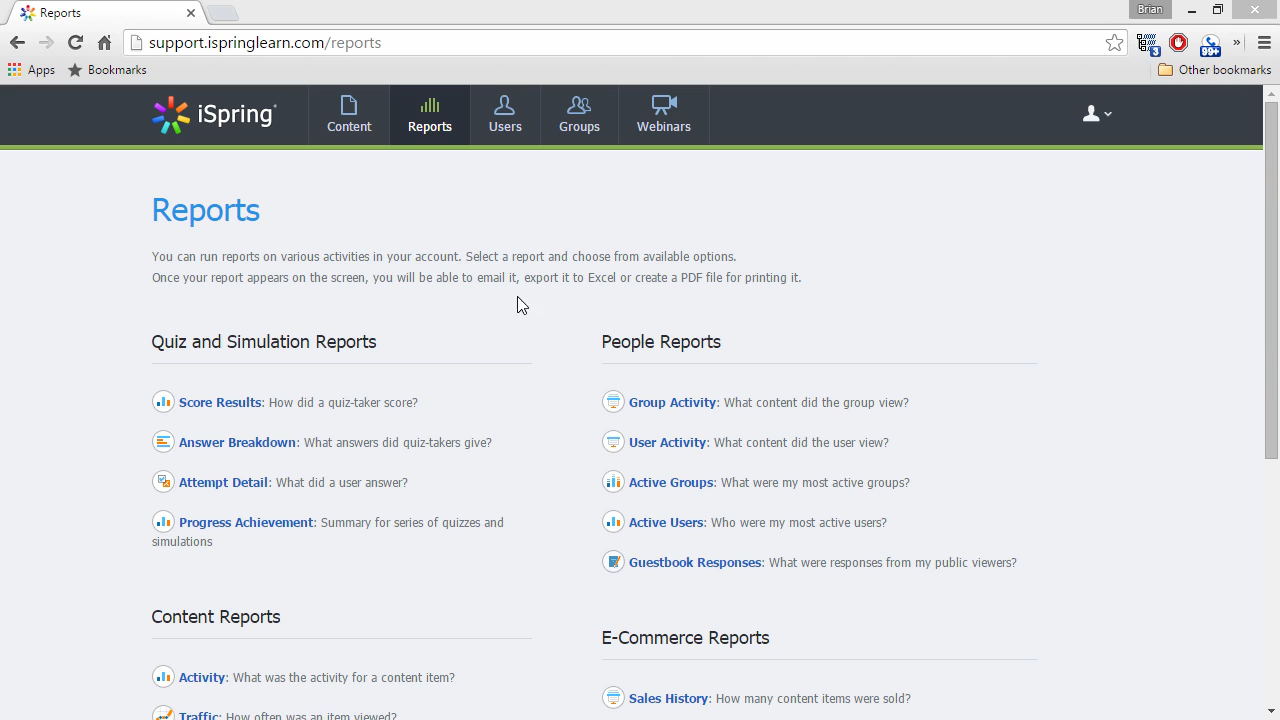 Reports
Brian
support.ispringlearn.com/reports
3
99+
»
Apps
Bookmarks
Other bookmarks
iSpring
Content
Reports
Users
Groups
Webinars
Reports
You can run reports on various activities in your account. Select a report and choose from available options.
Once your report appears on the screen, you will be able to email it, export it to Excel or create a PDF file for printing it.
Quiz and Simulation Reports
Score Results: How did a quiz-taker score?
Answer Breakdown: What answers did quiz-takers give?
Attempt Detail: What did a user answer?
Progress Achievement: Summary for series of quizzes and
simulations
Content Reports
Activity: What was the activity for a content item?
Traffic: How often was an item viewed?
People Reports
Group Activity: What content did the group view?
User Activity: What content did the user view?
Active Groups: What were my most active groups?
Active Users: Who were my most active users?
Guestbook Responses: What were responses from my public viewers?
E-Commerce Reports
Sales History: How many content items were sold?